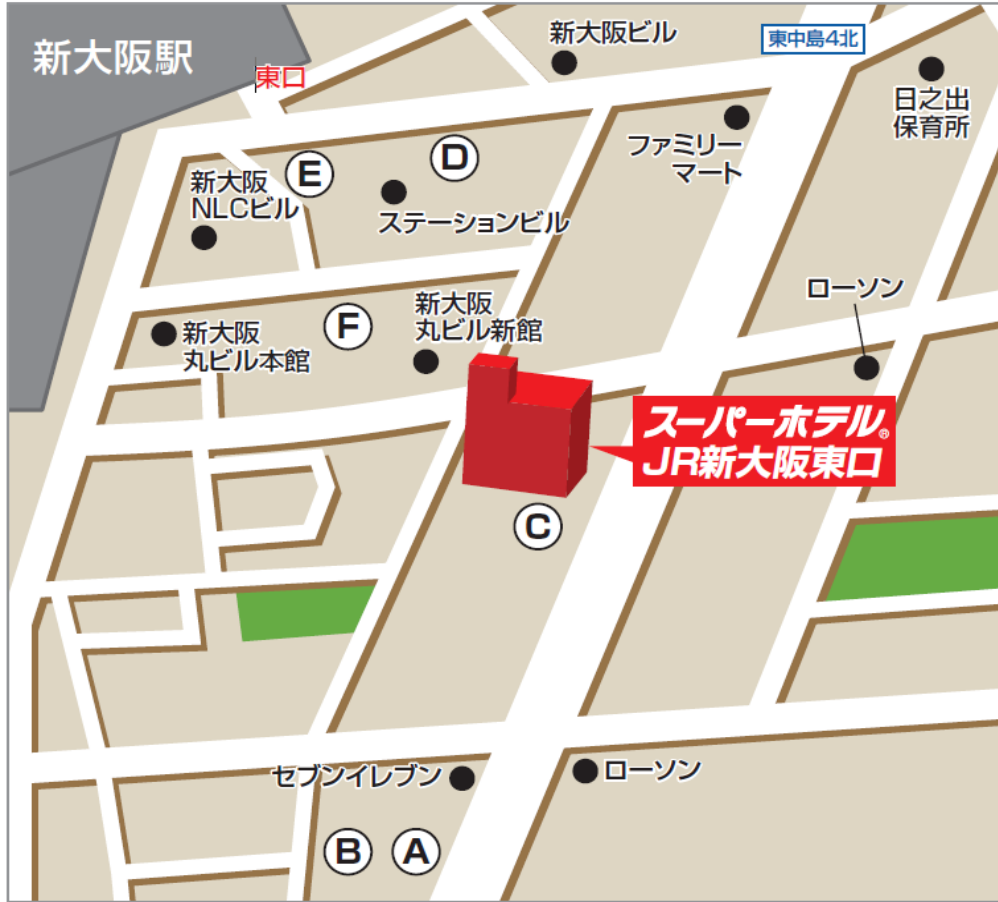 新大阪駅
東口
新大阪ビル
東中島4北
日之出
保育所
ファミリー
マート
D
E
新大阪
NLCビル
ステーションビル
ローソン
F
新大阪
丸ビル新館
新大阪
丸ビル本館
スーパーホテル®
JR新大阪東口
C
セブンイレブン
ローソン
B
A